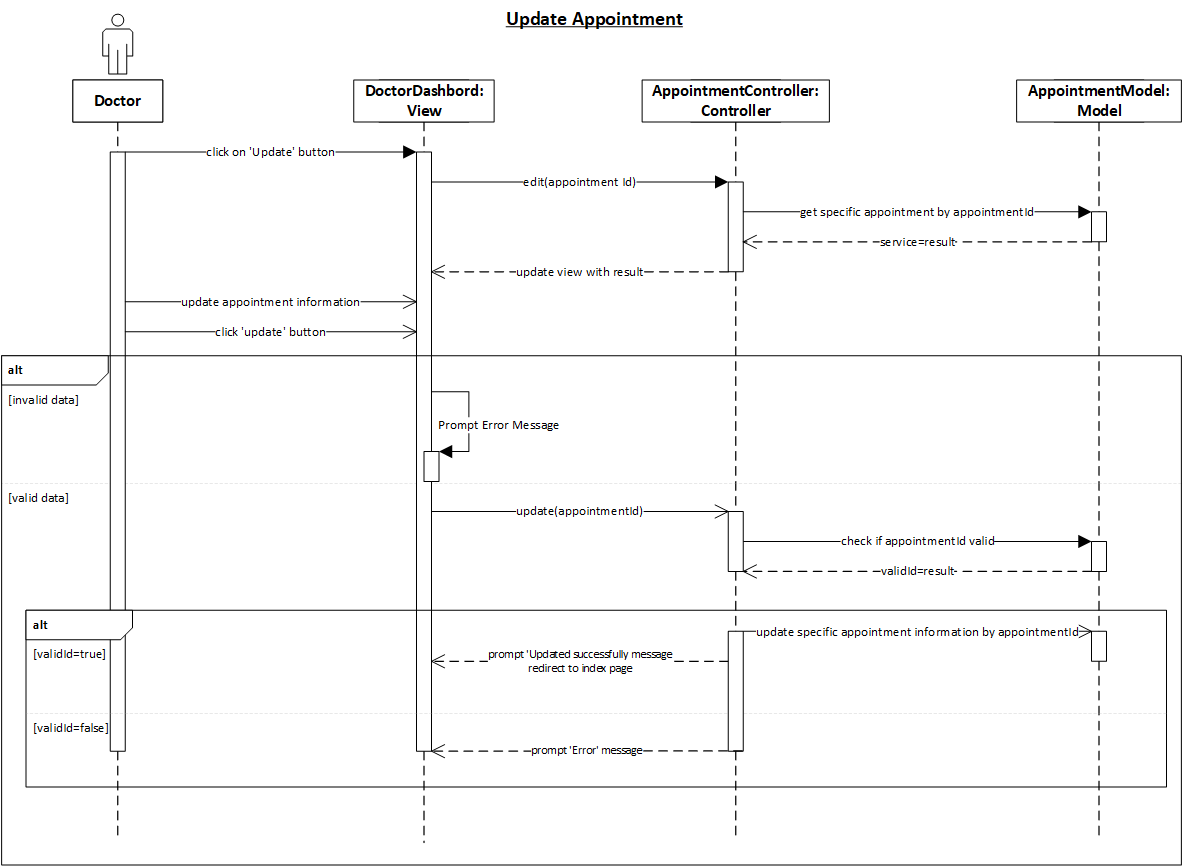 Update Appointment
Doctor
DoctorDashbord:
View
AppointmentController:
Controller
AppointmentModel:
Model
click on 'Update' button
edit(appointment Id)
get specific appointment by appointmentId
service=result
update view with result
update appointment information
click 'update' button
alt
[invalid data]
Prompt Error Message
[valid data]
update(appointmentId)
check if appointmentId valid
validId=result
alt
update specific appointment information by appointmentId
[validId=true]
prompt 'Updated successfully message
redirect to index page
[validId=false]
prompt 'Error' message